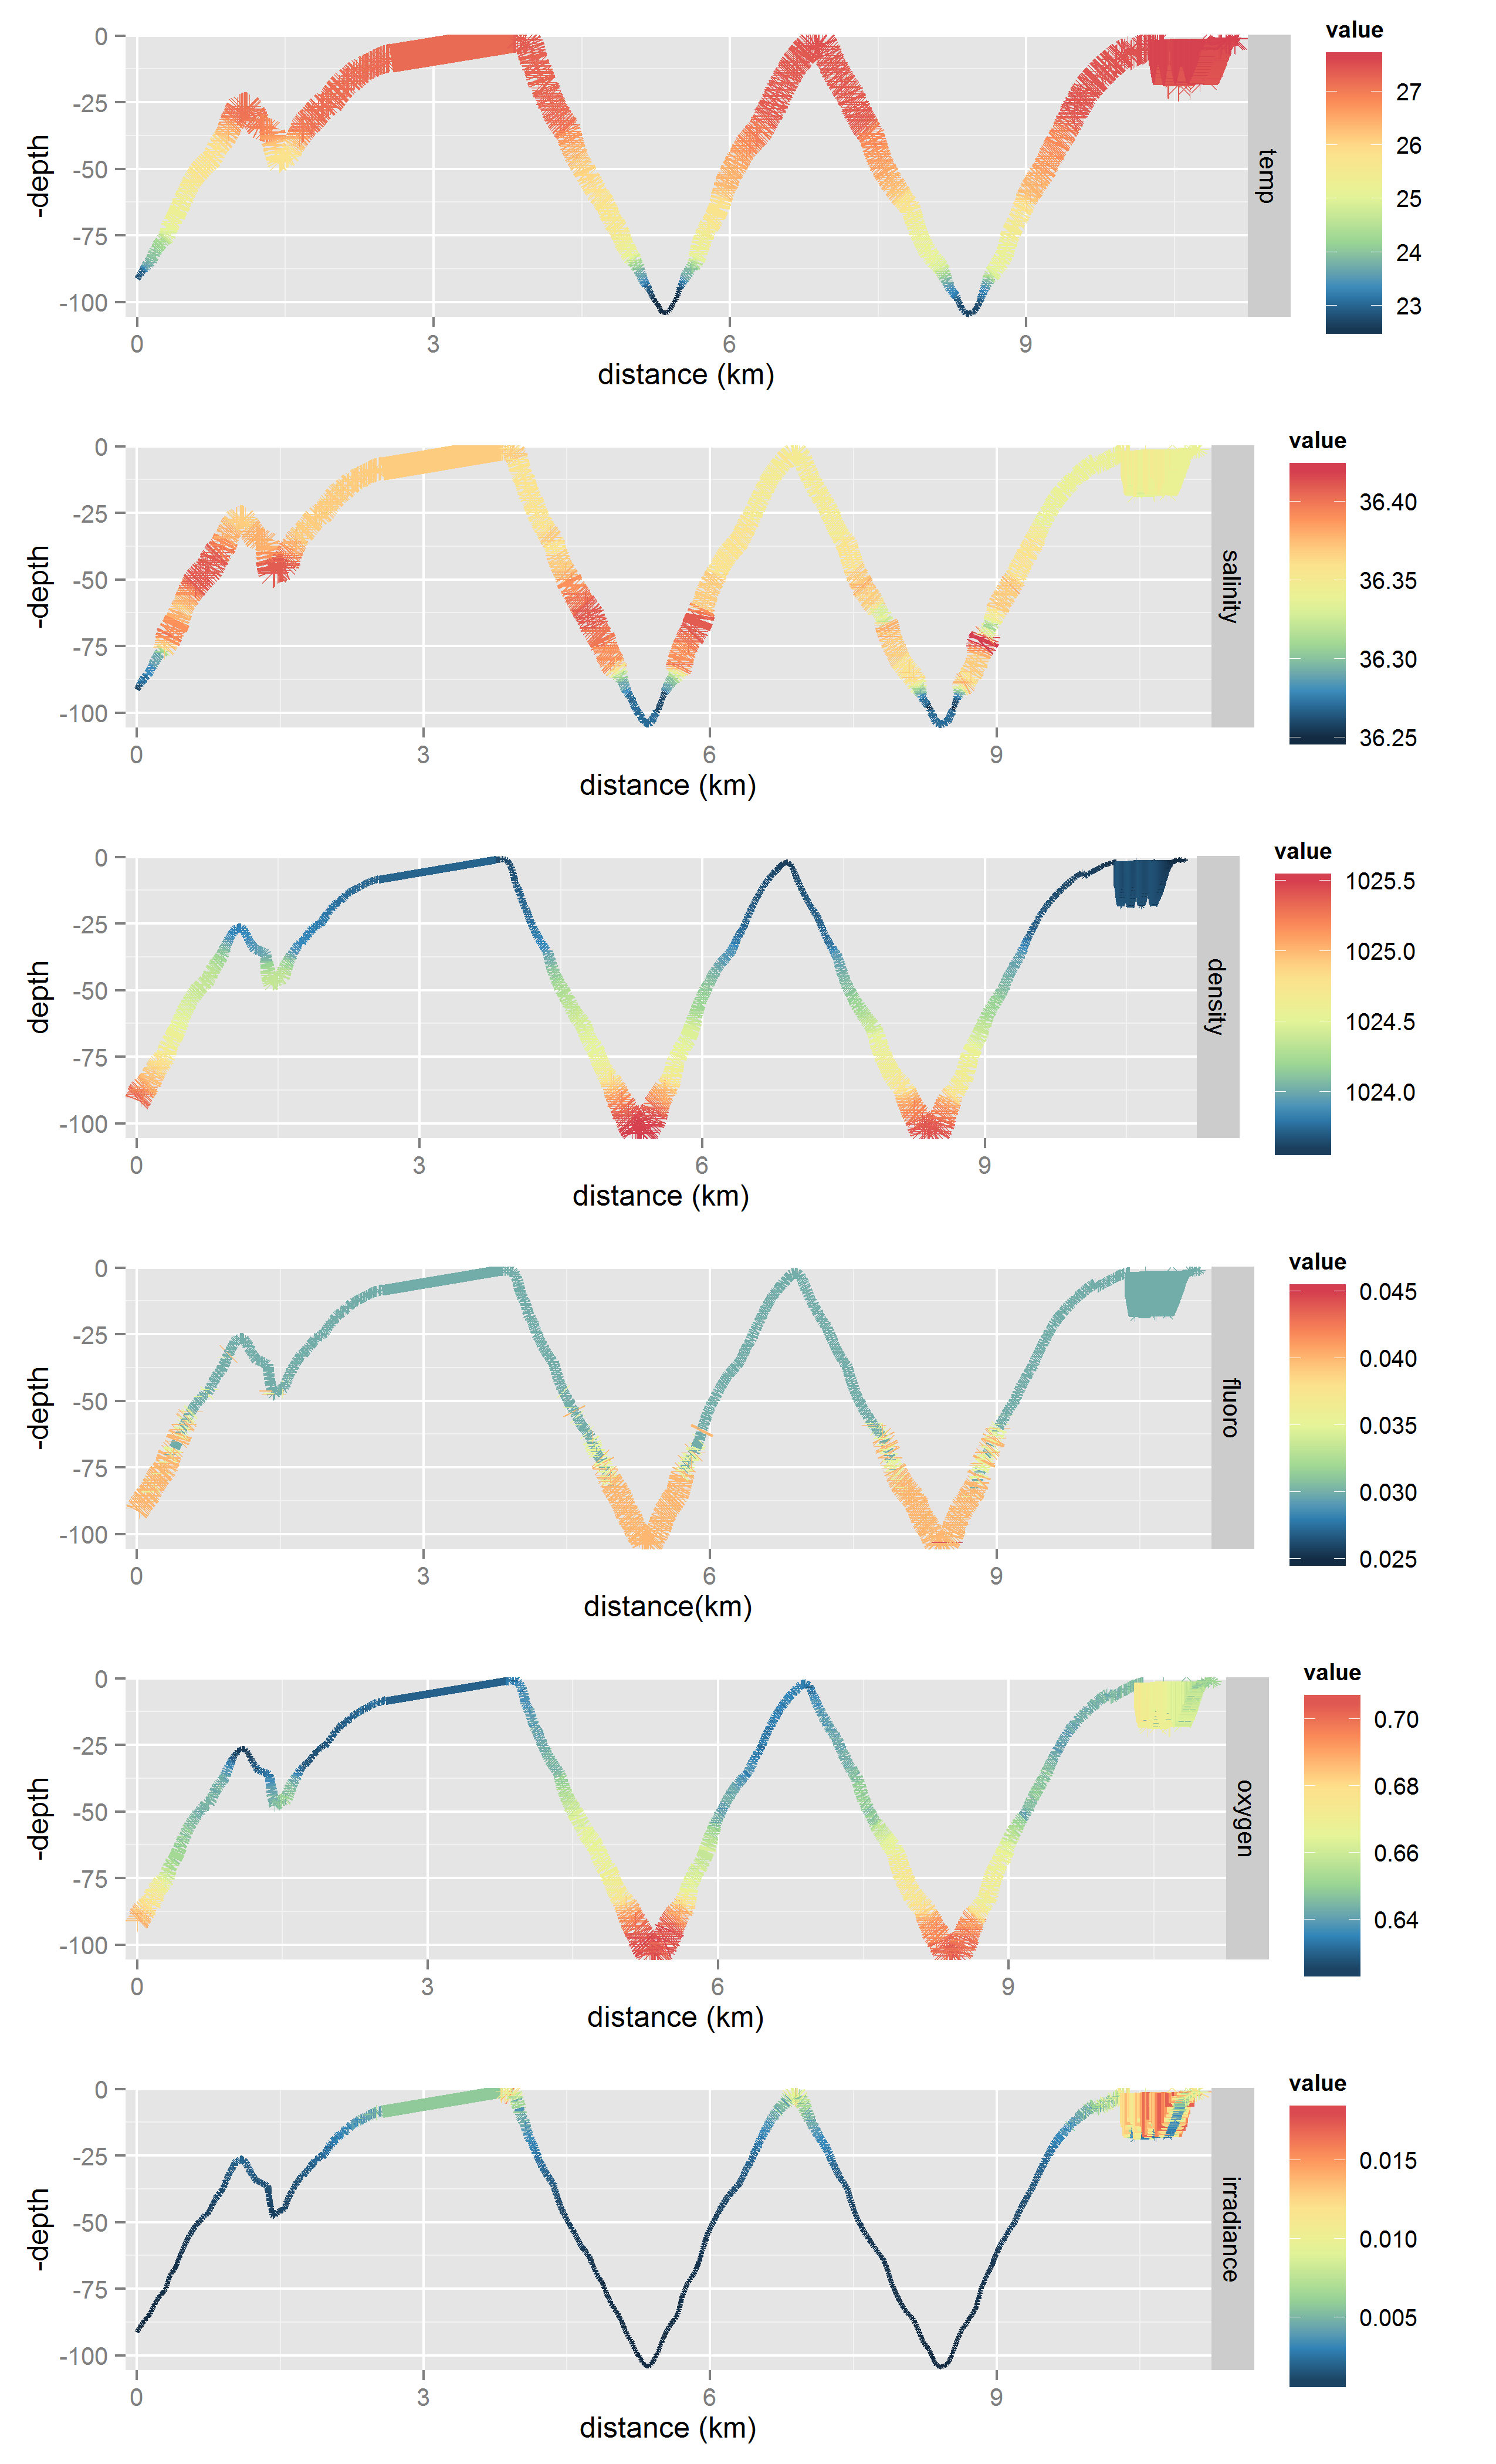 value
0
-25
-50
-75
-100
-depth
temp
27
26
25
24
23
0 3 6 9
distance (km)
value
0
-25
-50
-75
-100
-depth
salinity
36.40
36.35
36.30
36.25
0 3 6 9
distance (km)
value
0
-25
-50
-75
-100
depth
density
1025.5
1025.0
1024.5
1024.0
0 3 6 9
distance (km)
value
0
-25
-50
-75
-100
-depth
fluoro
0.045
0.040
0.035
0.030
0.025
0 3 6 9
distance(km)
value
0
-25
-50
-75
-100
-depth
oxygen
0.70
0.68
0.66
0.64
0 3 6 9
distance (km)
value
0
-25
-50
-75
-100
-depth
irradiance
0.015
0.010
0.005
0 3 6 9
distance (km)